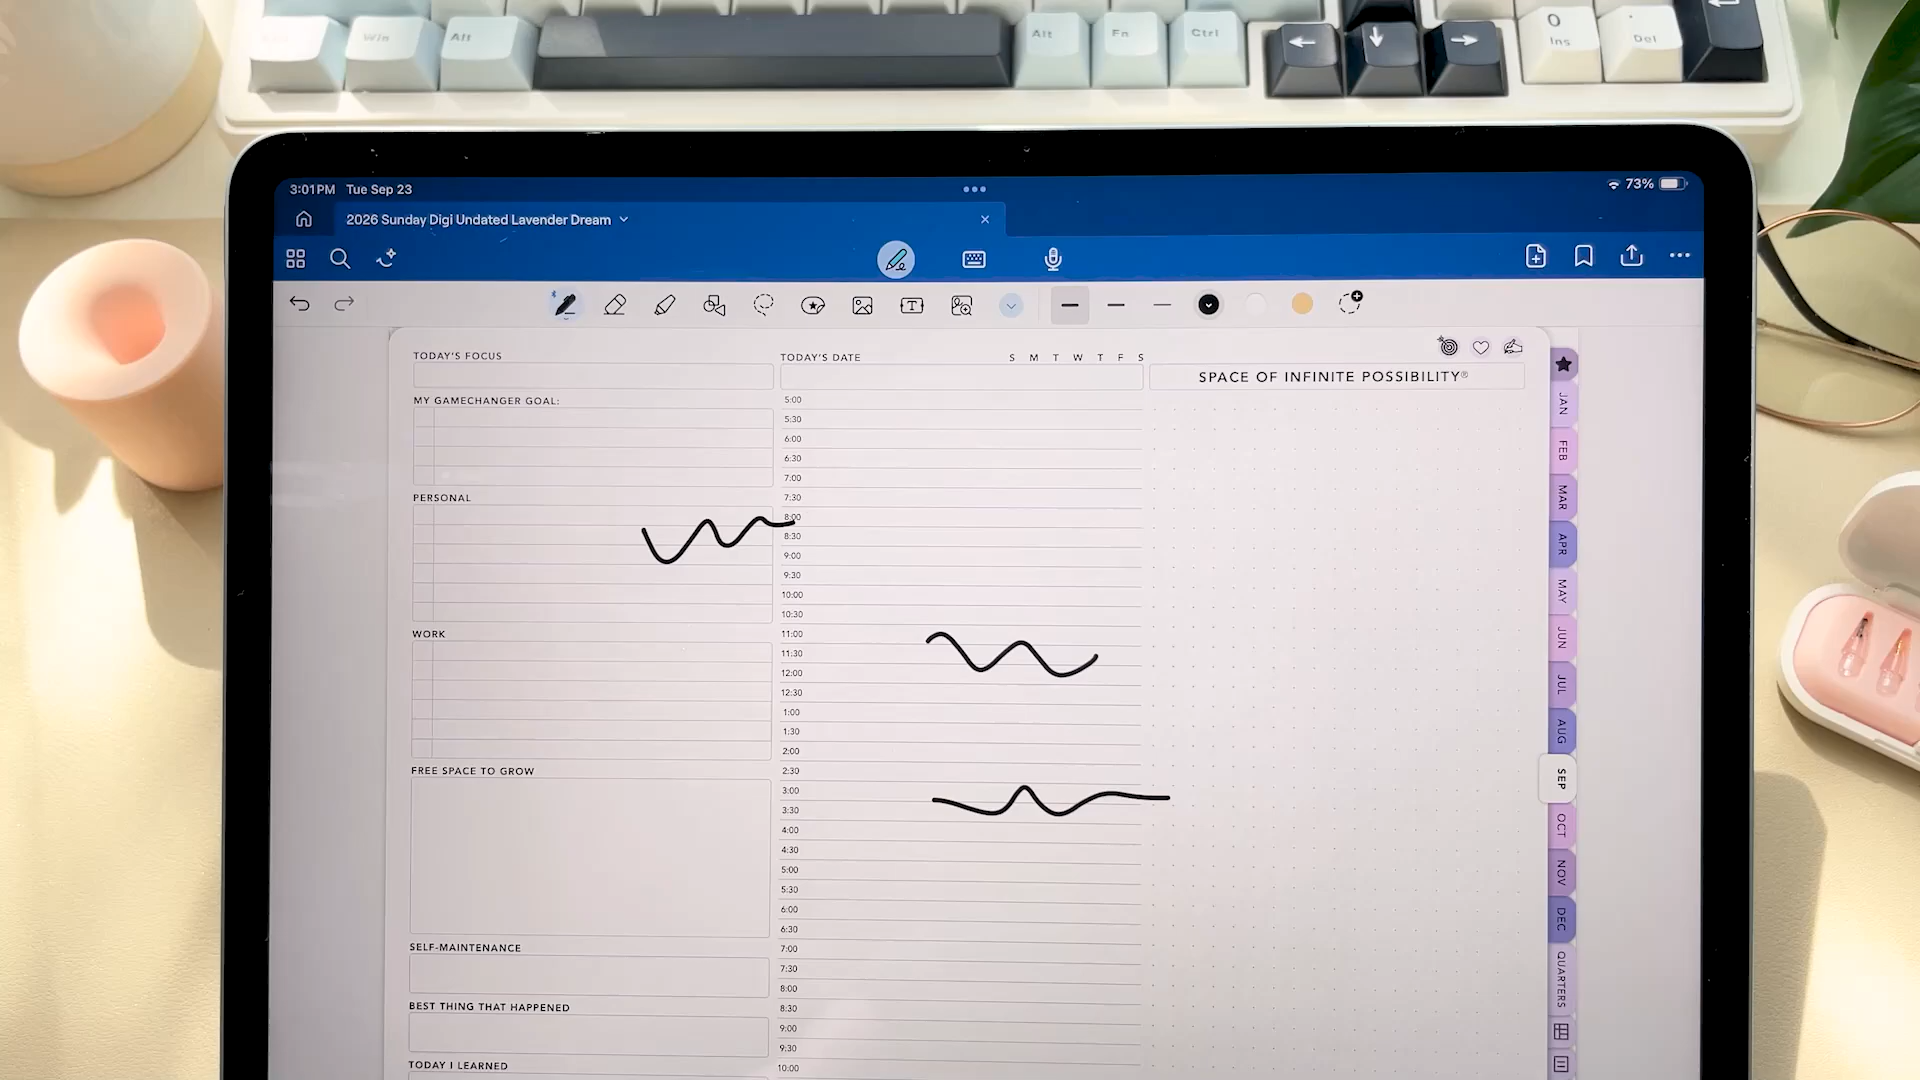 Win Alt Alt Fn Ctrl ← ↓ → 0 Ins . Del
3:01PM Tue Sep 23
73%
2026 Sunday Digi Undated Lavender Dream
TODAY'S FOCUS
MY GAMECHANGER GOAL:
PERSONAL
WORK
FREE SPACE TO GROW
SELF-MAINTENANCE
BEST THING THAT HAPPENED
TODAY I LEARNED
TODAY'S DATE
S M T W T F S
5:00
5:30
6:00
6:30
7:00
7:30
8:00
8:30
9:00
9:30
10:00
10:30
11:00
11:30
12:00
12:30
1:00
1:30
2:00
2:30
3:00
3:30
4:00
4:30
5:00
5:30
6:00
6:30
7:00
7:30
8:00
8:30
9:00
9:30
10:00
SPACE OF INFINITE POSSIBILITY®
JAN
FEB
MAR
APR
MAY
JUN
JUL
AUG
SEP
OCT
NOV
DEC
QUARTERS